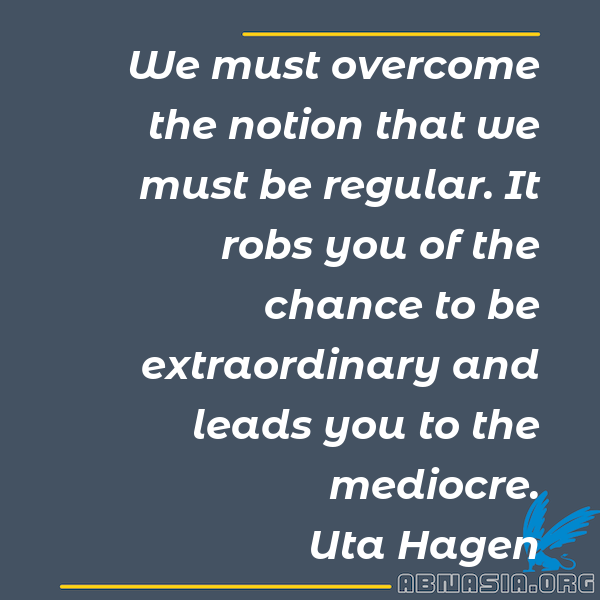 We must overcome
the notion that we
must be regular. It
robs you of the
chance to be
extraordinary and
leads you to the
mediocre.
Uta Hagen
ABNASIA.ORG